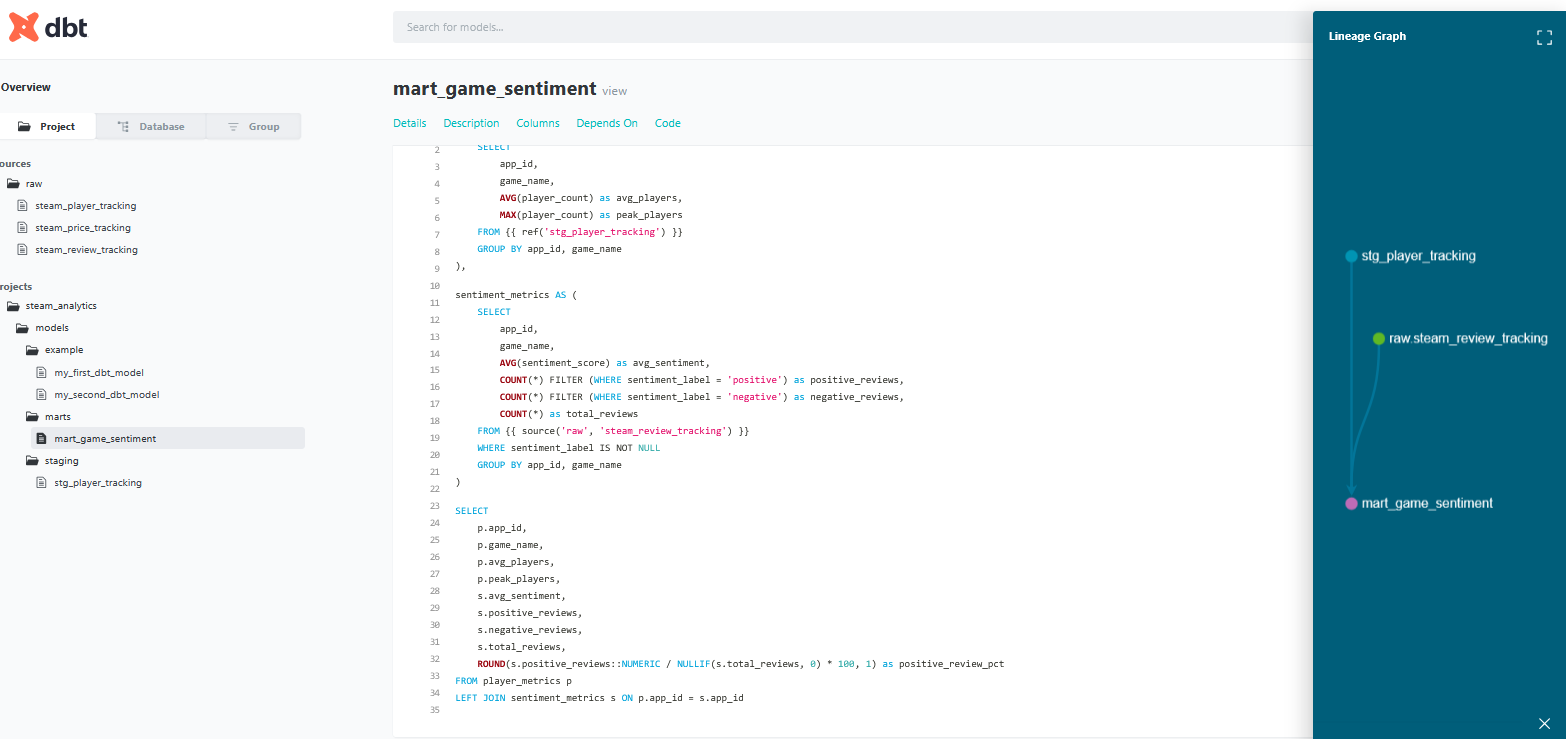 dbt
Search for models...
Overview
Project
Database
Group
ources
raw
steam_player_tracking
steam_price_tracking
steam_review_tracking
rojects
steam_analytics
models
example
my_first_dbt_model
my_second_dbt_model
marts
mart_game_sentiment
staging
stg_player_tracking
mart_game_sentiment view
Details Description Columns Depends On Code
2 SELECT
3 app_id,
4 game_name,
5 AVG(player_count) as avg_players,
6 MAX(player_count) as peak_players
7 FROM {{ ref('stg_player_tracking') }}
8 GROUP BY app_id, game_name
9 ),
10
11 sentiment_metrics AS (
12 SELECT
13 app_id,
14 game_name,
15 AVG(sentiment_score) as avg_sentiment,
16 COUNT(*) FILTER (WHERE sentiment_label = 'positive') as positive_reviews,
17 COUNT(*) FILTER (WHERE sentiment_label = 'negative') as negative_reviews,
18 COUNT(*) as total_reviews
19 FROM {{ source('raw', 'steam_review_tracking') }}
20 WHERE sentiment_label IS NOT NULL
21 GROUP BY app_id, game_name
22 )
23
24 SELECT
25 p.app_id,
26 p.game_name,
27 p.avg_players,
28 p.peak_players,
29 s.avg_sentiment,
30 s.positive_reviews,
31 s.negative_reviews,
32 s.total_reviews,
33 ROUND(s.positive_reviews::NUMERIC / NULLIF(s.total_reviews, 0) * 100, 1) as positive_review_pct
34 FROM player_metrics p
35 LEFT JOIN sentiment_metrics s ON p.app_id = s.app_id
Lineage Graph
stg_player_tracking
raw.steam_review_tracking
mart_game_sentiment